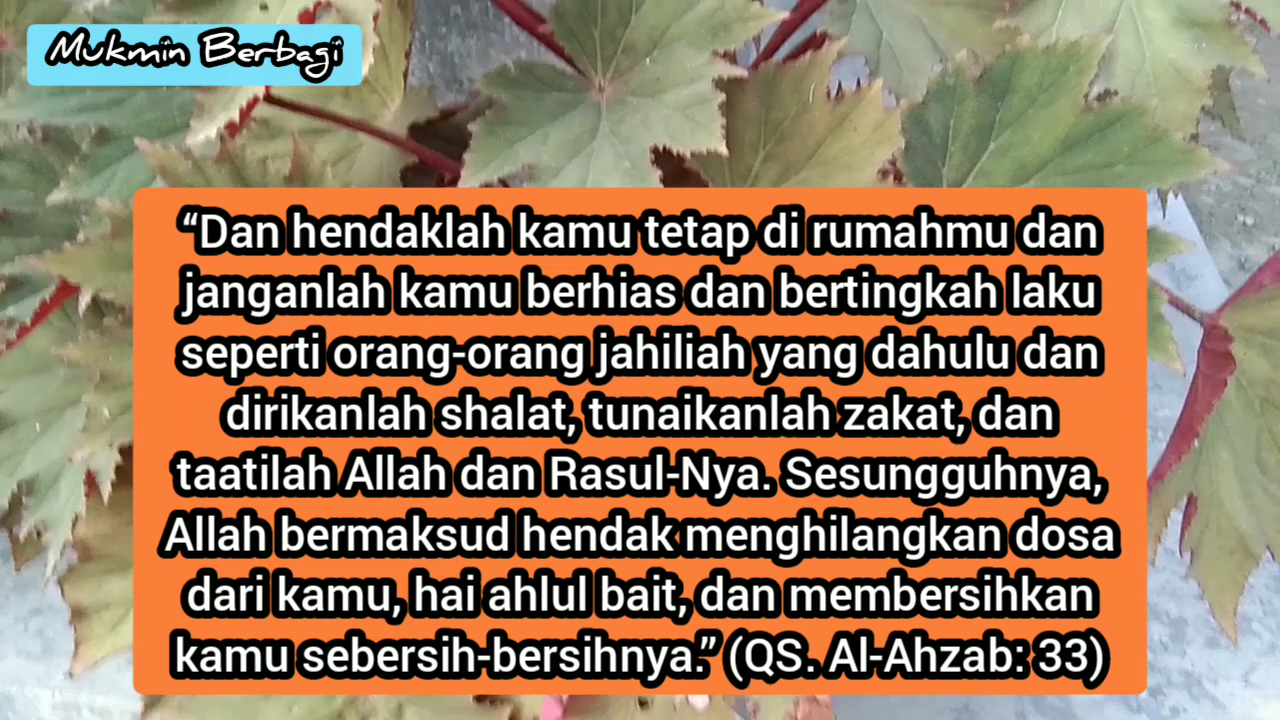 Mukmin Berbagi
“Dan hendaklah kamu tetap di rumahmu dan
janganlah kamu berhias dan bertingkah laku
seperti orang-orang jahiliah yang dahulu dan
dirikanlah shalat, tunaikanlah zakat, dan
taatilah Allah dan Rasul-Nya. Sesungguhnya,
Allah bermaksud hendak menghilangkan dosa
dari kamu, hai ahlul bait, dan membersihkan
kamu sebersih-bersihnya.” (QS. Al-Ahzab: 33)